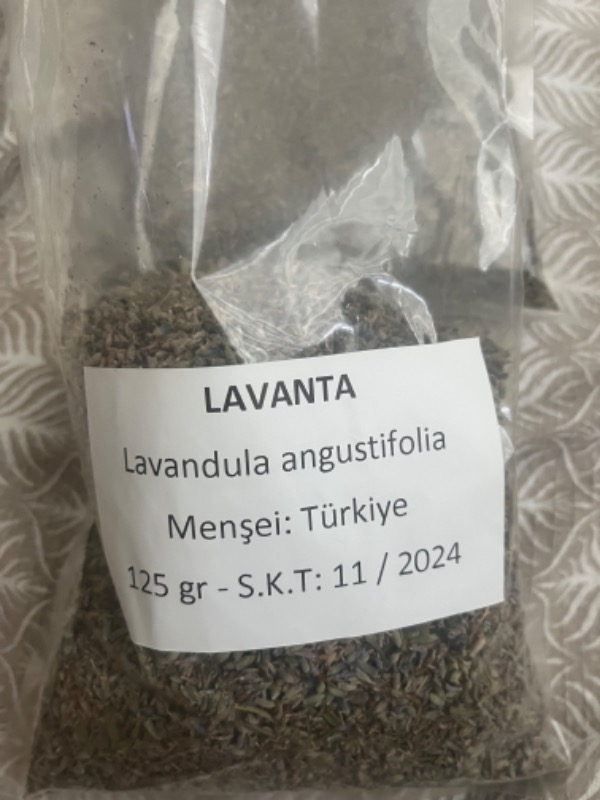 LAVANTA
Lavandula angustifolia
Menşei: Türkiye
125 gr - S.K.T: 11 / 2024